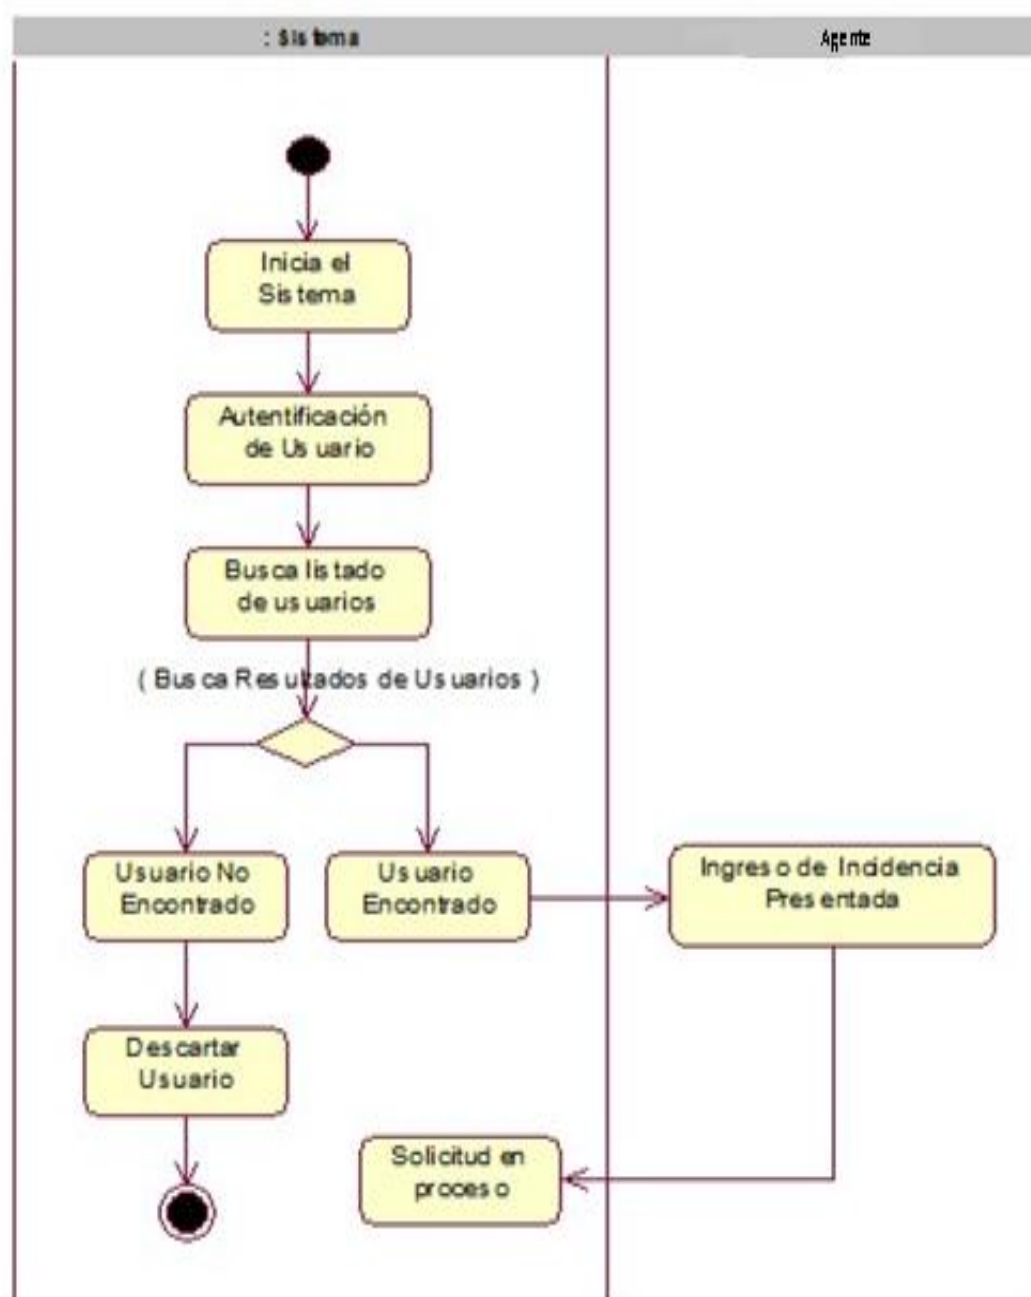 : Sistema
Agente
Inicia el
Sistema
Autentificación
de Usuario
Busca listado
de usuarios
( Busca Resultados de Usuarios )
Usuario No
Encontrado
Usuario
Encontrado
Ingreso de Incidencia
Presentada
Descartar
Usuario
Solicitud en
proceso